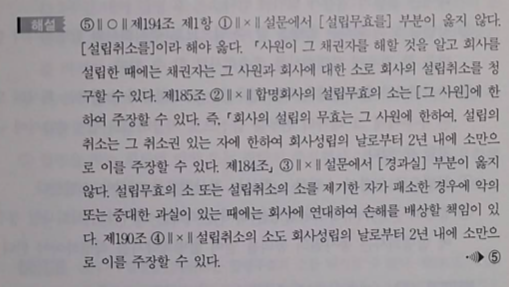 해설 ⑤∥○∥제194조 제1항 ①∥×∥설문에서 [설립무효를] 부분이 옳지 않다.
[설립취소를]이라 해야 옳다. 『사원이 그 채권자를 해할 것을 알고 회사를
설립한 때에는 채권자는 그 사원과 회사에 대한 소로 회사의 설립취소를 청
구할 수 있다. 제185조 ②∥×∥합명회사의 설립무효의 소는 [그 사원]에 한
하여 주장할 수 있다. 즉, 『회사의 설립의 무효는 그 사원에 한하여, 설립의
취소는 그 취소권 있는 자에 한하여 회사성립의 날로부터 2년 내에 소만으
로 이를 주장할 수 있다. 제184조』 ③∥×∥설문에서 [경과실] 부분이 옳지
않다. 설립무효의 소 또는 설립취소의 소를 제기한 자가 패소한 경우에 악의
또는 중대한 과실이 있는 때에는 회사에 연대하여 손해를 배상할 책임이 있
다. 제190조 ④∥×∥설립취소의 소도 회사성립의 날로부터 2년 내에 소만으
로 이를 주장할 수 있다. ⑤